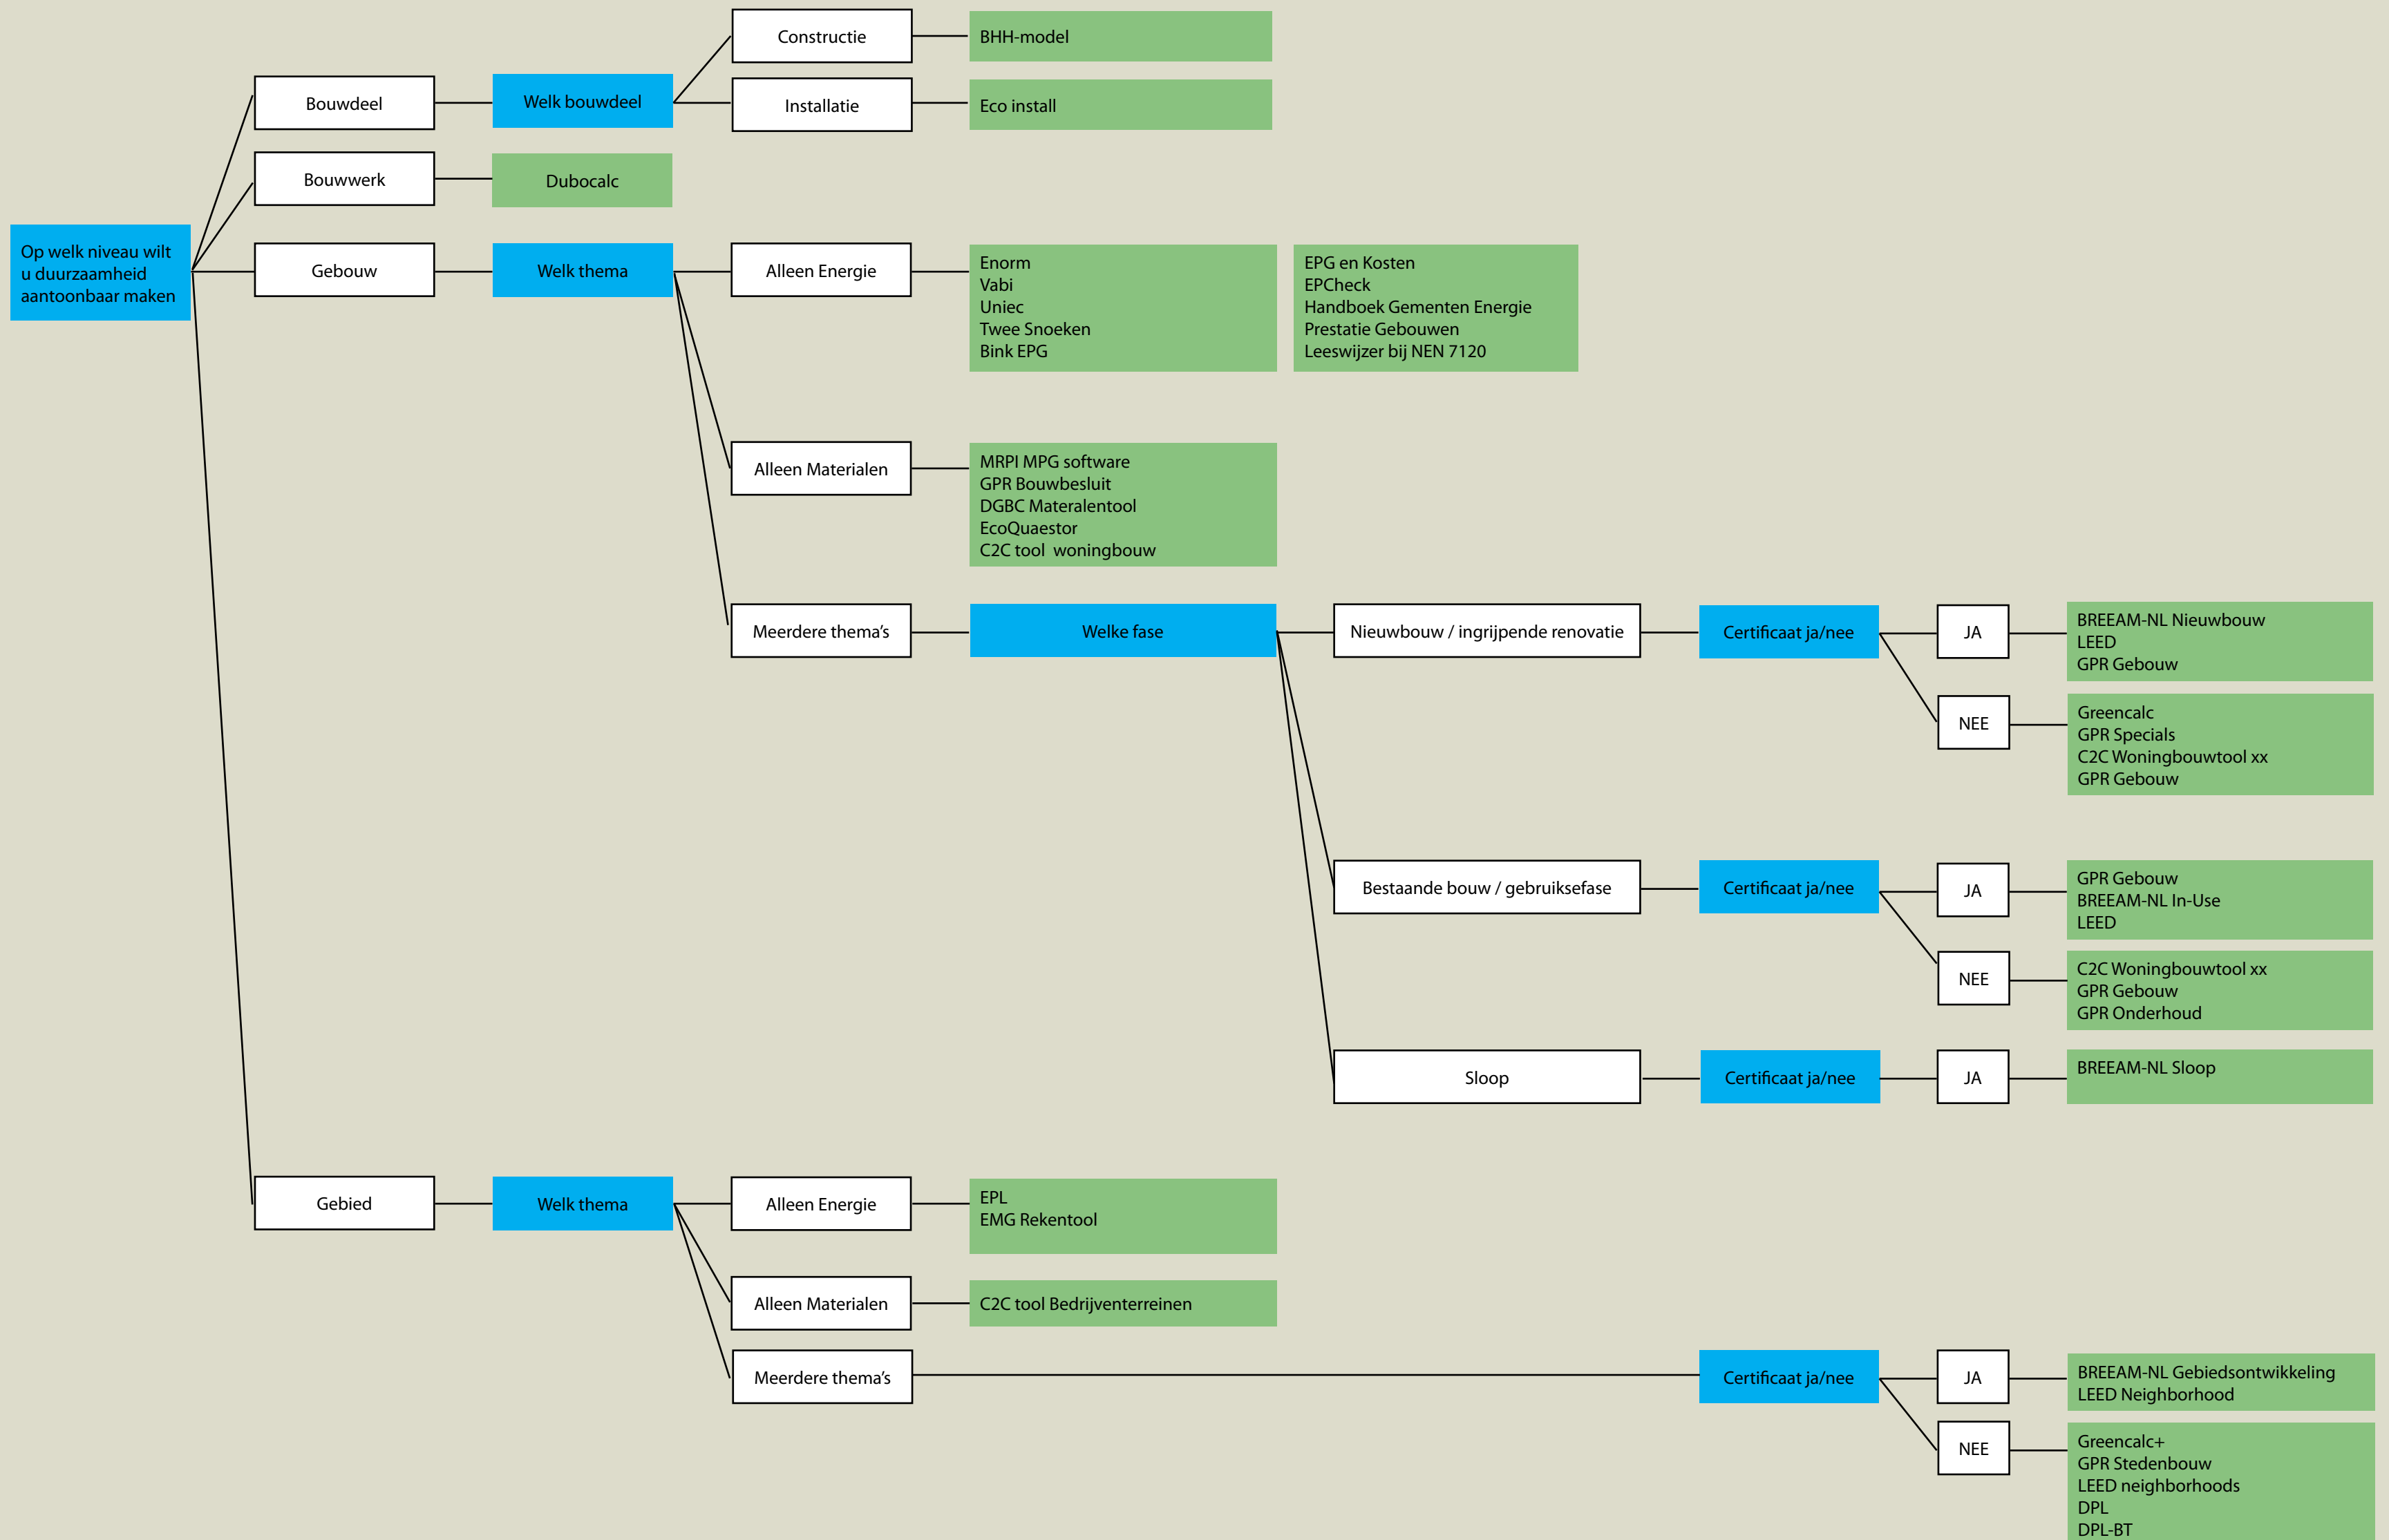 Op welk niveau wilt
u duurzaamheid
aantoonbaar maken
Bouwdeel
Welk bouwdeel
Constructie
BHH-model
Installatie
Eco install
Bouwwerk
Dubocalc
Gebouw
Welk thema
Alleen Energie
Enorm
Vabi
Uniec
Twee Snoeken
Bink EPG
EPG en Kosten
EPCheck
Handboek Gementen Energie
Prestatie Gebouwen
Leeswijzer bij NEN 7120
Alleen Materialen
MRPI MPG software
GPR Bouwbesluit
DGBC Materalentool
EcoQuaestor
C2C tool  woningbouw
Meerdere thema’s
Welke fase
Nieuwbouw / ingrijpende renovatie
Certificaat ja/nee
JA
BREEAM-NL Nieuwbouw
LEED
GPR Gebouw
NEE
Greencalc
GPR Specials
C2C Woningbouwtool xx
GPR Gebouw
Bestaande bouw / gebruiksefase
Certificaat ja/nee
JA
GPR Gebouw
BREEAM-NL In-Use
LEED
NEE
C2C Woningbouwtool xx
GPR Gebouw
GPR Onderhoud
Sloop
Certificaat ja/nee
JA
BREEAM-NL Sloop
Gebied
Welk thema
Alleen Energie
EPL
EMG Rekentool
Alleen Materialen
C2C tool Bedrijventerreinen
Meerdere thema’s
Certificaat ja/nee
JA
BREEAM-NL Gebiedsontwikkeling
LEED Neighborhood
NEE
Greencalc+
GPR Stedenbouw
LEED neighborhoods
DPL
DPL-BT